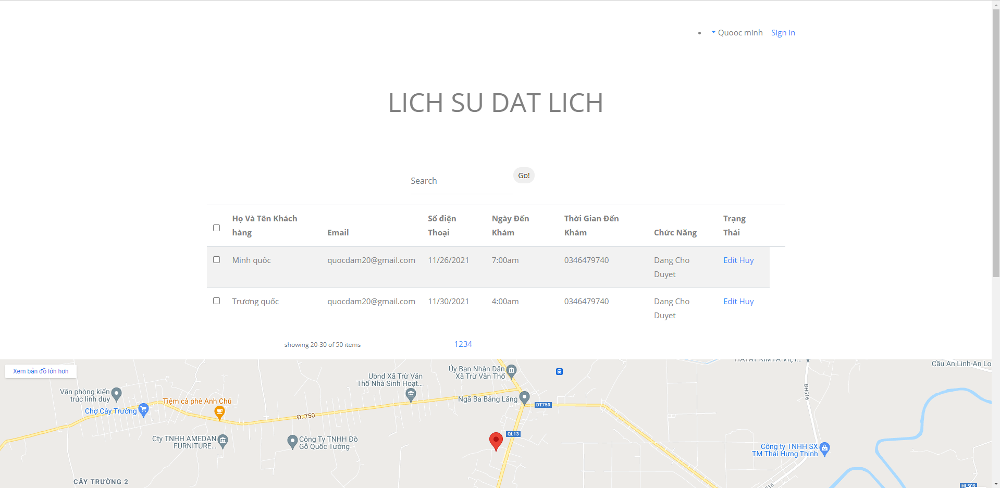 Quooc minh Sign in
LICH SU DAT LICH
Search
Go!
Họ Và Tên Khách
hàng
Email
Số điện
Thoại
Ngày Đến
Khám
Thời Gian Đến
Khám
Chức Năng
Trạng
Thái
Minh quôc quocdam20@gmail.com 11/26/2021 7:00am 0346479740 Dang Cho
Duyet
Edit Huy
Trương quốc quocdam20@gmail.com 11/30/2021 4:00am 0346479740 Dang Cho
Duyet
Edit Huy
showing 20-30 of 50 items 1234
Xem bản đồ lớn hơn
Văn phòng kiến
trúc linh duy
Chợ Cây Trường
Tiệm cà phê Anh Chú
Ubnd Xã Trừ Văn
Thố Nhà Sinh Hoạt...
Ủy Ban Nhân Dân
Xã Trừ Văn Thố
Ngã Ba Bằng Lăng
DT750
Đ. 750
QL13
Cty TNHH AMEDAN
FURNITURE...
Công Ty TNHH Đồ
Gỗ Quốc Tường
CÂY TRƯỜNG 2
ĐH516
Cầu An Linh-An Lo
Công ty TNHH SX
TM Thái Hưng Thịnh
516
HL509